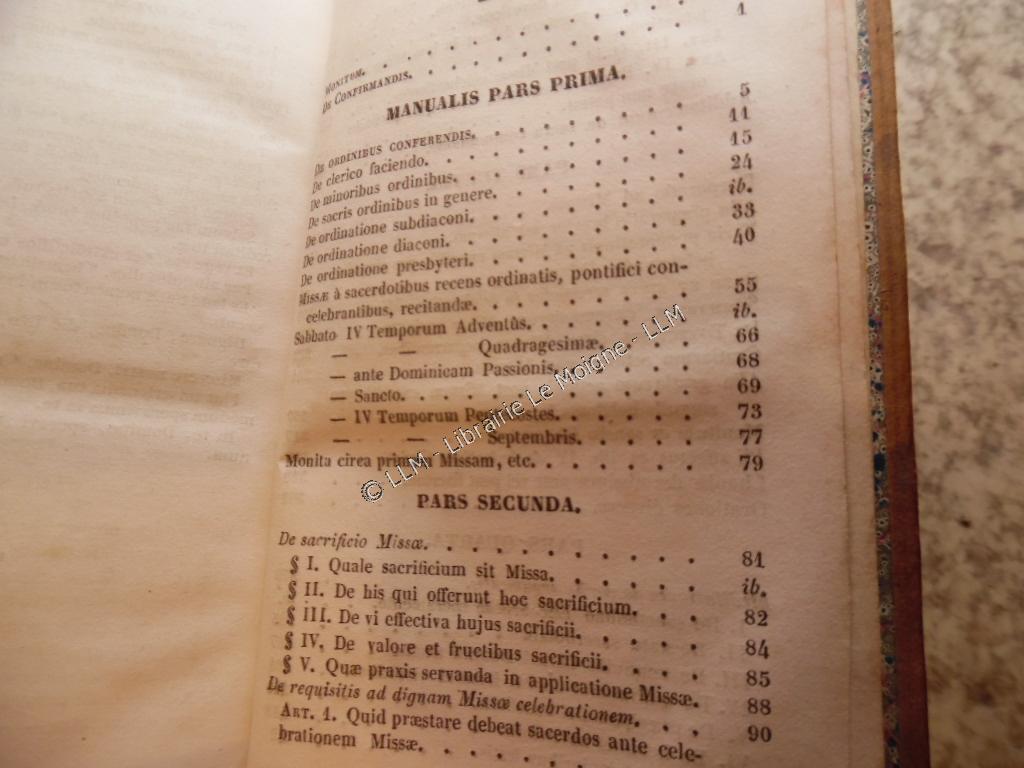 MONITUM. . . . . . . . .
DE CONFIRMANDIS. . . . . . . . 1
MANUALIS PARS PRIMA.
DE ORDINIBUS CONFERENDIS. . . . . . . . 5
De clerico faciendo. . . . . . . . . . 11
De minoribus ordinibus. . . . . . . . . 15
De sacris ordinibus in genere. . . . . . . . 24
De ordinatione subdiaconi. . . . . . . . . ib.
De ordinatione diaconi. . . . . . . . . . 33
De ordinatione presbyteri. . . . . . . . . 40
Missæ à sacerdotibus recens ordinatis, pontifici con-
celebrantibus, recitandæ. . . . . . . . . 55
Sabbato IV Temporum Adventûs. . . . . . . ib.
— — Quadragesimæ. . . . . 66
— ante Dominicam Passionis. . . . . . 68
— Sancto. . . . . . . . . . . 69
— IV Temporum Pentecostes. . . . . . 73
— — Septembris. . . . . 77
Monita circa primam Missam, etc. . . . . . . 79
PARS SECUNDA.
De sacrificio Missæ. . . . . . . . . . . 81
§ I. Quale sacrificium sit Missa. . . . . . ib.
§ II. De his qui offerunt hoc sacrificium. . . . 82
§ III. De vi effectiva hujus sacrificii. . . . . 84
§ IV. De valore et fructibus sacrificii. . . . . 85
§ V. Quæ praxis servanda in applicatione Missæ. 88
De requisitis ad dignam Missæ celebrationem. . . 90
ART. 1. Quid præstare debeat sacerdos ante cele-
brationem Missæ. . . . . . .
© LLM - Librairie Le Moigne - LLM